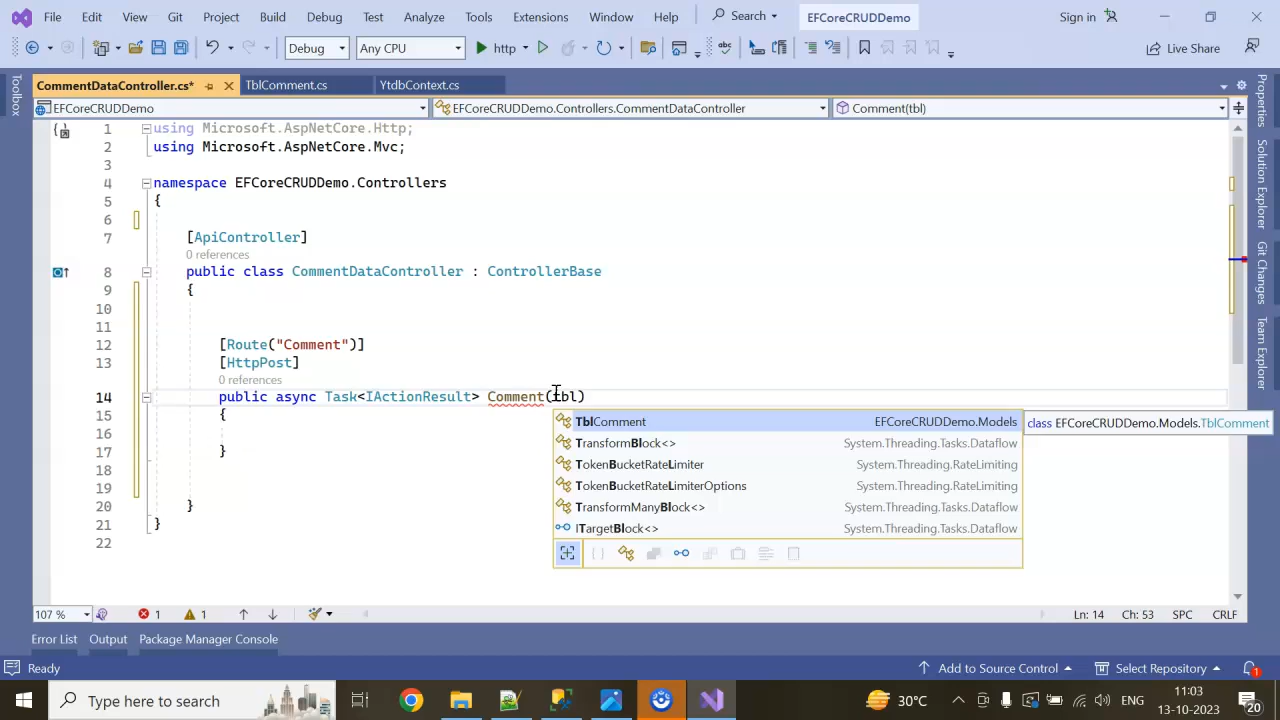 File Edit View Git Project Build Debug Test Analyze Tools Extensions Window Help Search EFCoreCRUDDemo Sign in
Debug Any CPU http Live Share
CommentDataController.cs* TblComment.cs YtdbContext.cs
EFCoreCRUDDemo EFCoreCRUDDemo.Controllers.CommentDataController Comment(tbl)
Toolbox
Properties
Solution Explorer
Git Changes
Team Explorer
1 using Microsoft.AspNetCore.Http;
2 using Microsoft.AspNetCore.Mvc;
3
4 namespace EFCoreCRUDDemo.Controllers
5 {
6
7 [ApiController]
0 references
8 public class CommentDataController : ControllerBase
9 {
10
11
12 [Route("Comment")]
13 [HttpPost]
0 references
14 public async Task<IActionResult> Comment(tbl)
15 {
16
17 }
18
19
20 }
21 }
22
TblComment EFCoreCRUDDemo.Models class EFCoreCRUDDemo.Models.TblComment
TransformBlock<> System.Threading.Tasks.Dataflow
TokenBucketRateLimiter System.Threading.RateLimiting
TokenBucketRateLimiterOptions System.Threading.RateLimiting
TransformManyBlock<> System.Threading.Tasks.Dataflow
ITargetBlock<> System.Threading.Tasks.Dataflow
107 % 1 1 Ln: 14 Ch: 53 SPC CRLF
Error List Output Package Manager Console
Ready Add to Source Control Select Repository 1
Type here to search 30°C ENG 11:03
13-10-2023 20